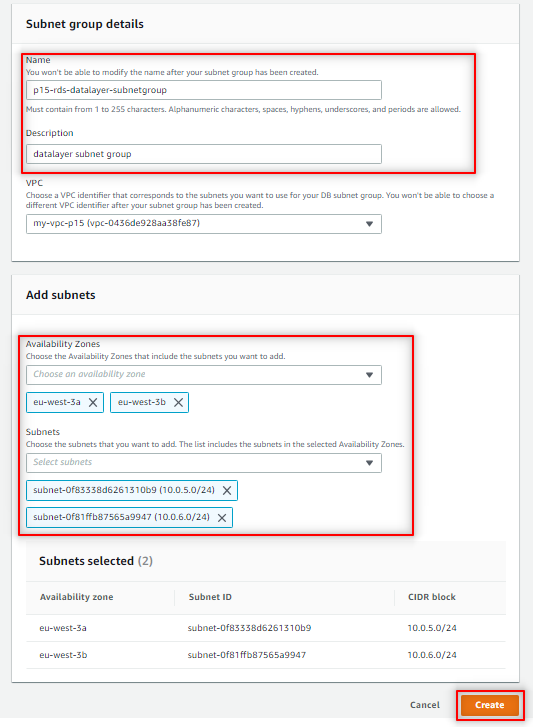 Subnet group details
Name
You won't be able to modify the name after your subnet group has been created.
p15-rds-datalayer-subnetgroup
Must contain from 1 to 255 characters. Alphanumeric characters, spaces, hyphens, underscores, and periods are allowed.
Description
datalayer subnet group
VPC
Choose a VPC identifier that corresponds to the subnets you want to use for your DB subnet group. You won't be able to choose a
different VPC identifier after your subnet group has been created.
my-vpc-p15 (vpc-0436de928aa38fe87)
Add subnets
Availability Zones
Choose the Availability Zones that include the subnets you want to add.
Choose an availability zone
eu-west-3a eu-west-3b
Subnets
Choose the subnets that you want to add. The list includes the subnets in the selected Availability Zones.
Select subnets
subnet-0f83338d6261310b9 (10.0.5.0/24)
subnet-0f81ffb87565a9947 (10.0.6.0/24)
Subnets selected (2)
Availability zone Subnet ID CIDR block
eu-west-3a subnet-0f83338d6261310b9 10.0.5.0/24
eu-west-3b subnet-0f81ffb87565a9947 10.0.6.0/24
Cancel Create